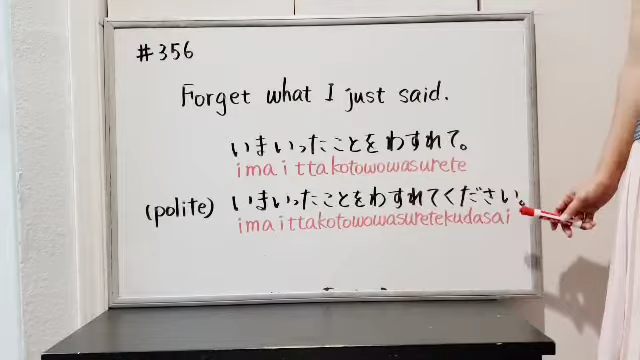 #356
Forget what I just said.
いまいったことをわすれて。
imaittakotowowasurete
(polite) いまいったことをわすれてください。
imaittakotowowasuretekudasai